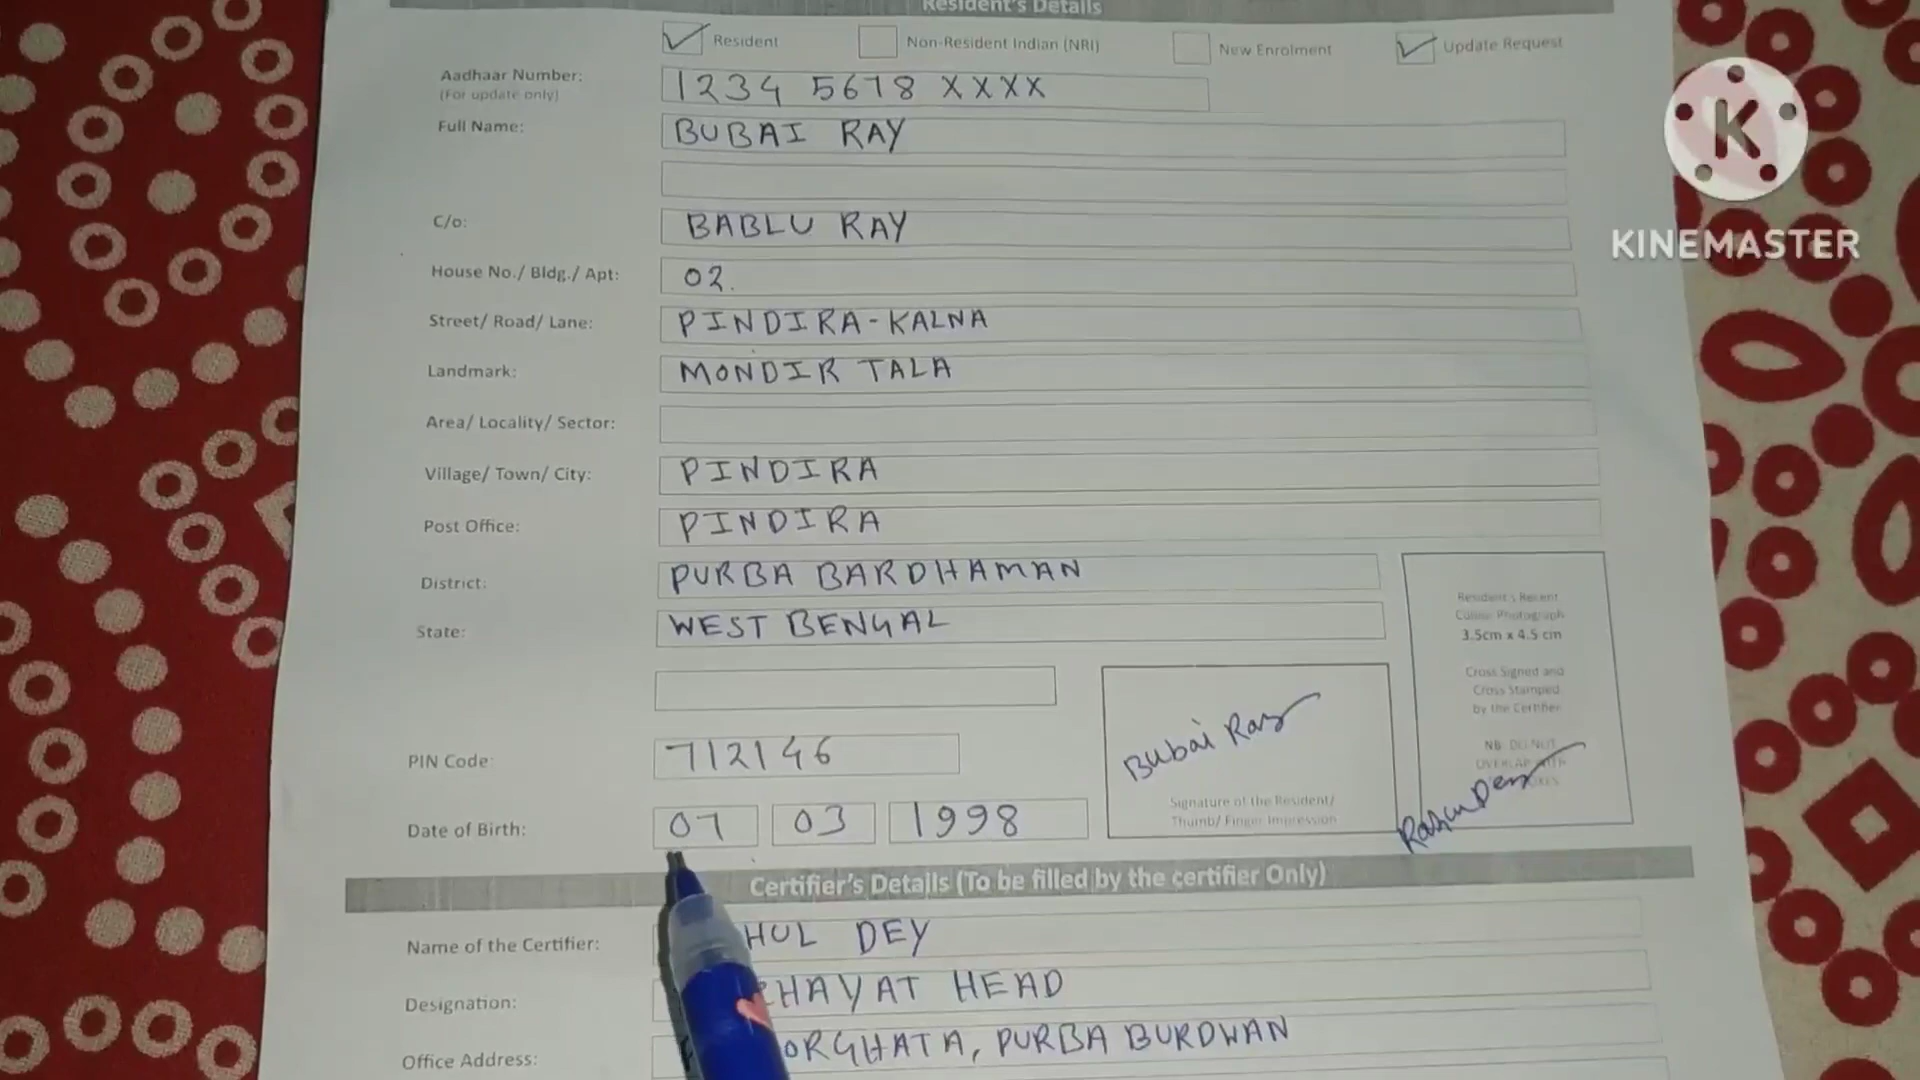 Resident's Details
Resident Non-Resident Indian (NRI) New Enrolment Update Request
Aadhaar Number: 1234 5678 XXXX
(For update only)
Full Name: BUBAI RAY
C/o: BABLU RAY
House No./ Bldg./ Apt: 02.
Street/ Road/ Lane: PINDIRA-KALNA
Landmark: MONDIR TALA
Area/ Locality/ Sector:
Village/ Town/ City: PINDIRA
Post Office: PINDIRA
District: PURBA BARDHAMAN
State: WEST BENGAL
PIN Code: 712146
Date of Birth: 07 03 1998
Bubai Ray
Signature of the Resident/
Thumb/ Finger Impression
Resident's Recent
Colour Photograph
3.5cm x 4.5 cm
Cross Signed and
Cross Stamped
by the Certifier
NB: DO NOT
OVERLAP WITH
Certifier's Details (To be filled by the certifier Only)
Name of the Certifier: HUL DEY
Designation: HAYAT HEAD
Office Address: ORGHATA, PURBA BURDWAN
KINEMASTER